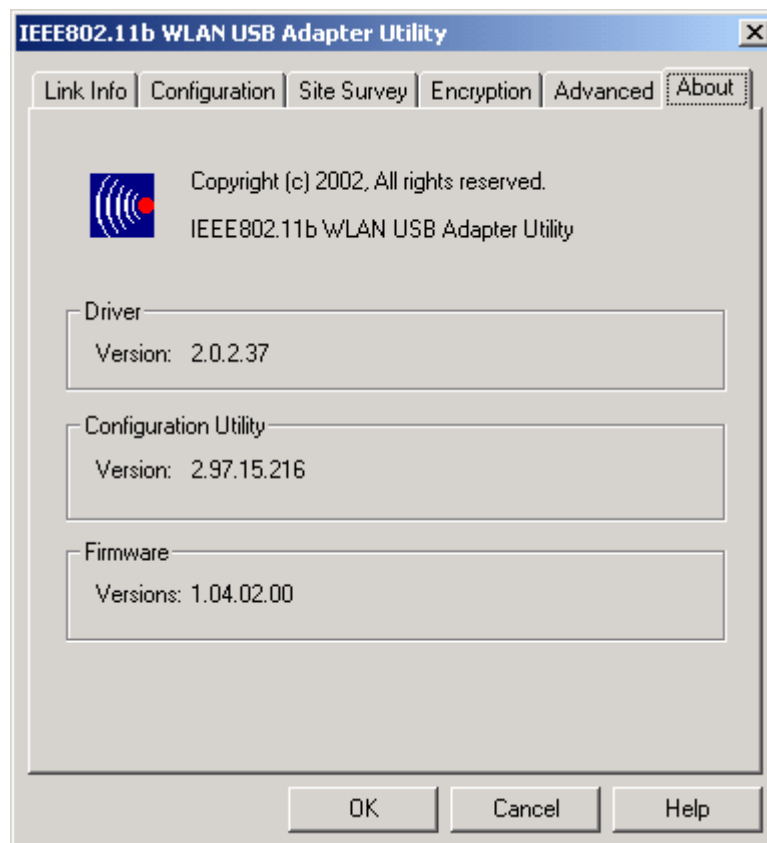 IEEE802.11b WLAN USB Adapter Utility
Link Info Configuration Site Survey Encryption Advanced About
Copyright (c) 2002, All rights reserved.
IEEE802.11b WLAN USB Adapter Utility
Driver
Version: 2.0.2.37
Configuration Utility
Version: 2.97.15.216
Firmware
Versions: 1.04.02.00
OK Cancel Help